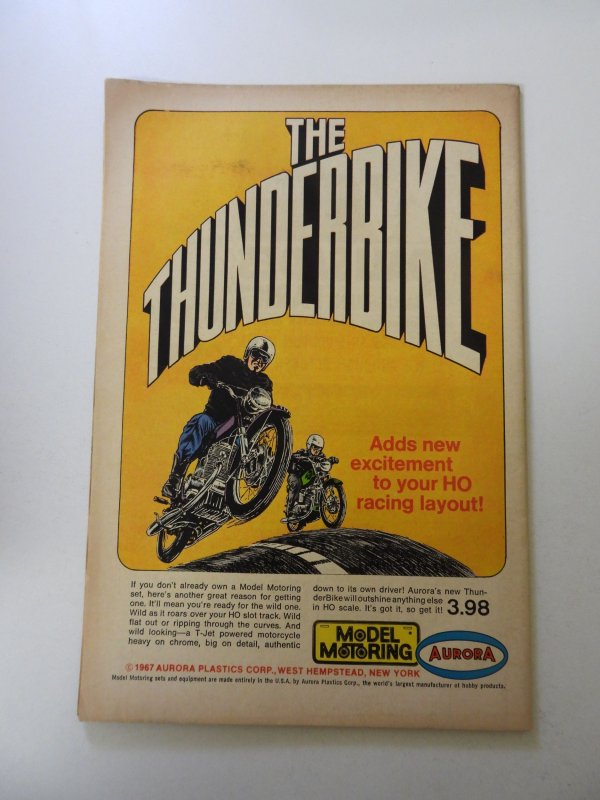 THE
THUNDERBIKE
Adds new
excitement
to your HO
racing layout!
If you don't already own a Model Motoring
set, here's another great reason for getting
one. It'll mean you're ready for the wild one.
Wild as it roars over your HO slot track. Wild
flat out or ripping through the curves. And
wild looking—a T-Jet powered motorcycle
heavy on chrome, big on detail, authentic
down to its own driver! Aurora's new Thun-
derBike will outshine anything else
in HO scale. It's got it, so get it! 3.98
MODEL
MOTORING
AURORA
© 1967 AURORA PLASTICS CORP., WEST HEMPSTEAD, NEW YORK
Model Motoring sets and equipment are made entirely in the U.S.A. by Aurora Plastics Corp., the world's largest manufacturer of hobby products.